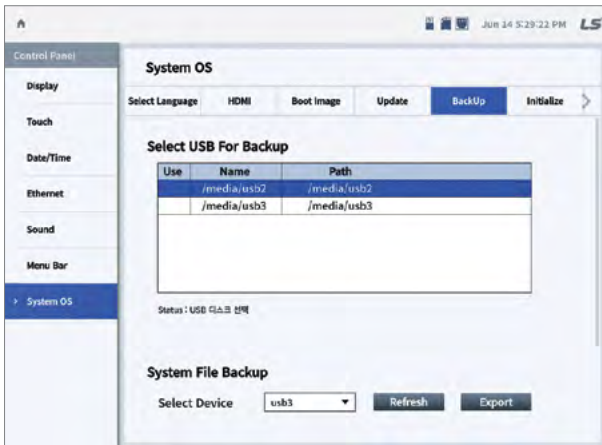 Jun 14 5:29:22 PM LS
Control Panel
Display
Touch
Date/Time
Ethernet
Sound
Menu Bar
System OS
System OS
Select Language HDMI Boot Image Update BackUp Initialize
Select USB For Backup
Use Name Path
/media/usb2 /media/usb2
/media/usb3 /media/usb3
Status : USB 디스크 선택
System File Backup
Select Device usb3 Refresh Export